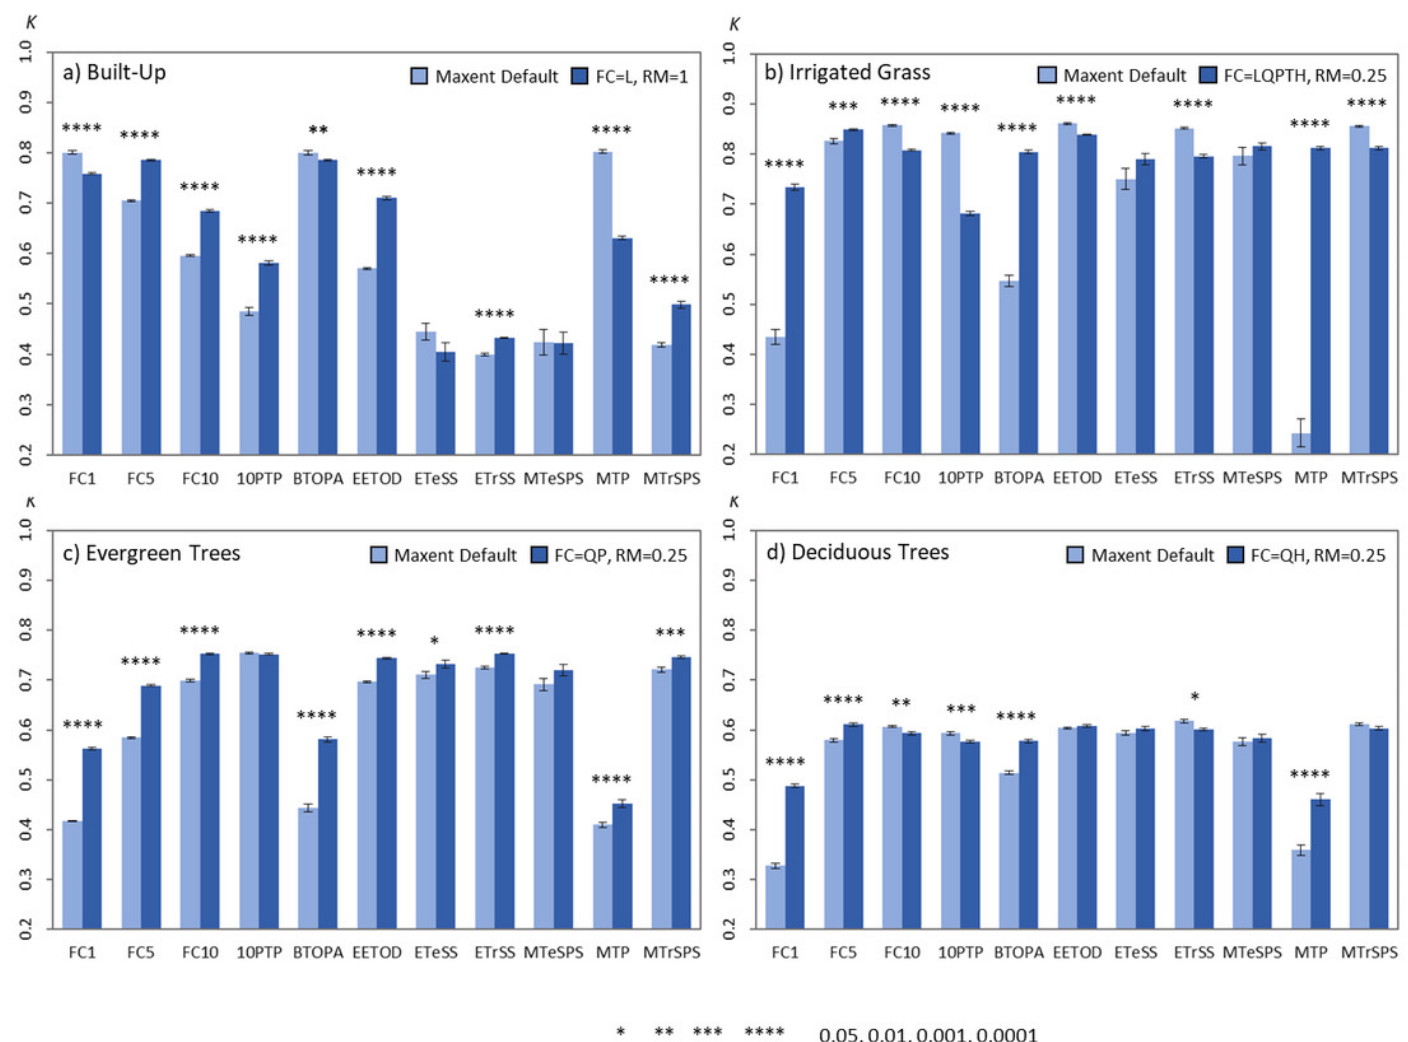 K
a) Built-Up
Maxent Default FC=L, RM=1
1.0
0.9
0.8
0.7
0.6
0.5
0.4
0.3
0.2
**** **** **** **** ** **** **** **** ****
FC1 FC5 FC10 10PTP BTOPA EETOD ETeSS ETrSS MTeSPS MTP MTrSPS
K
b) Irrigated Grass
Maxent Default FC=LQPTH, RM=0.25
1.0
0.9
0.8
0.7
0.6
0.5
0.4
0.3
0.2
**** *** **** **** **** **** **** **** ****
FC1 FC5 FC10 10PTP BTOPA EETOD ETeSS ETrSS MTeSPS MTP MTrSPS
K
c) Evergreen Trees
Maxent Default FC=QP, RM=0.25
1.0
0.9
0.8
0.7
0.6
0.5
0.4
0.3
0.2
**** **** **** **** **** * **** **** ***
FC1 FC5 FC10 10PTP BTOPA EETOD ETeSS ETrSS MTeSPS MTP MTrSPS
K
d) Deciduous Trees
Maxent Default FC=QH, RM=0.25
1.0
0.9
0.8
0.7
0.6
0.5
0.4
0.3
0.2
**** **** ** *** **** * ****
FC1 FC5 FC10 10PTP BTOPA EETOD ETeSS ETrSS MTeSPS MTP MTrSPS
* ** *** **** 0.05, 0.01, 0.001, 0.0001